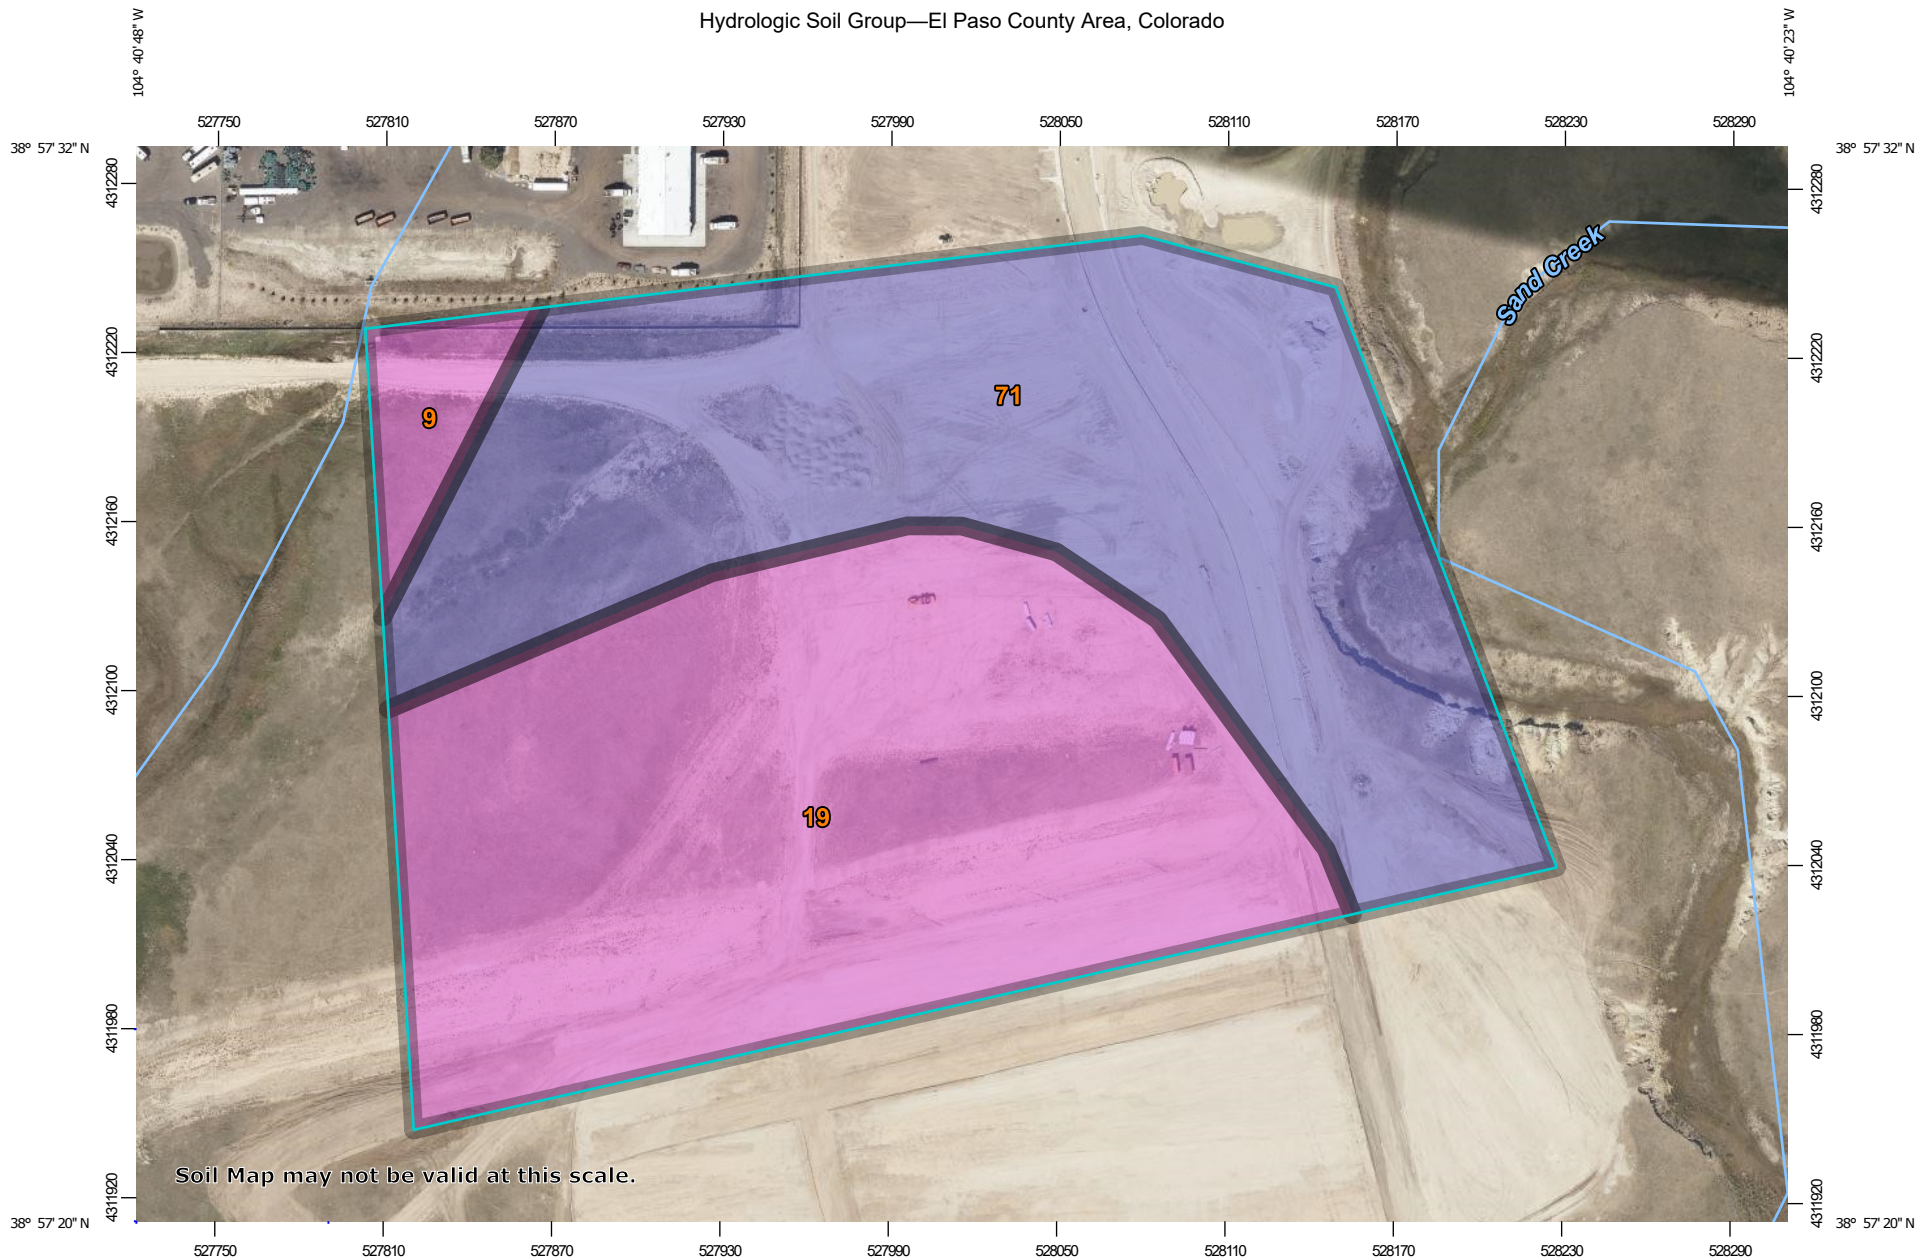 Hydrologic Soil Group—El Paso County Area, Colorado
104° 40' 48'' W
104° 40' 23'' W
527750 527810 527870 527930 527990 528050 528110 528170 528230 528290
38° 57' 32'' N
38° 57' 32'' N
4312280
4312280
Sand Creek
4312220
4312220
71
9
4312160
4312160
4312100
4312100
19
4312040
4312040
4311980
4311980
Soil Map may not be valid at this scale.
4311920
4311920
38° 57' 20'' N
38° 57' 20'' N
527750 527810 527870 527930 527990 528050 528110 528170 528230 528290